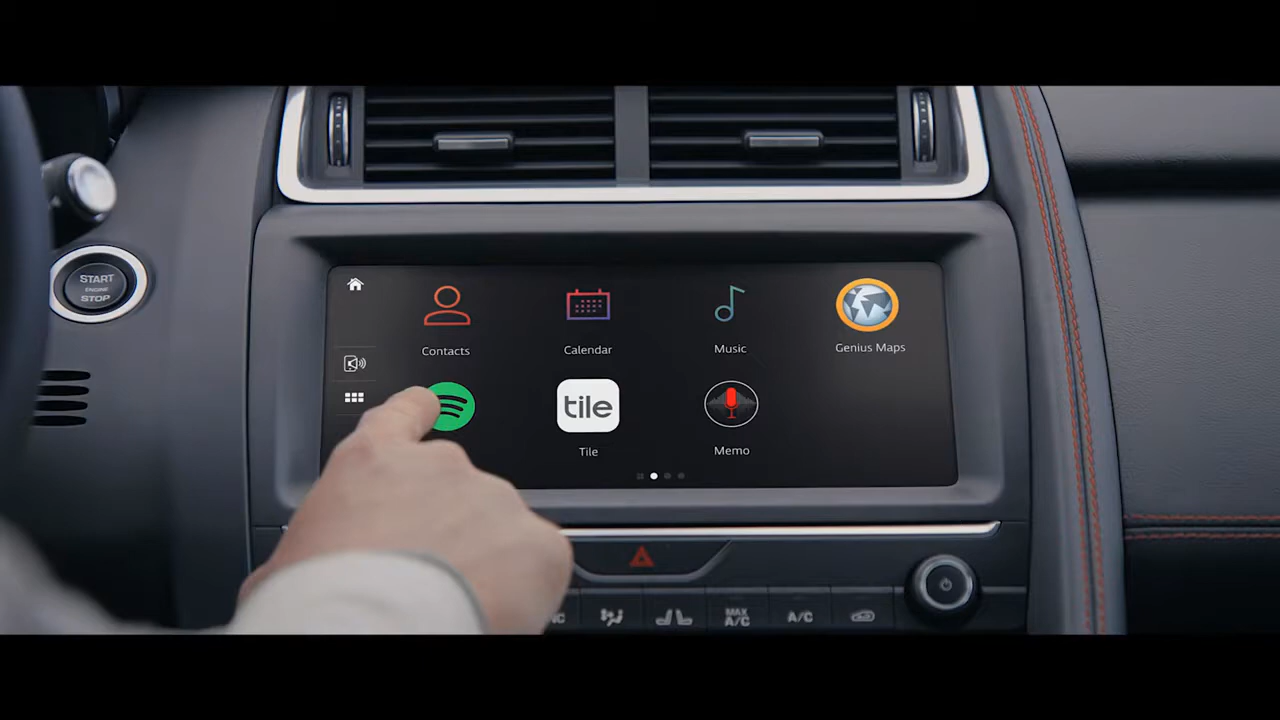 START
ENGINE
STOP
Contacts
Calendar
Music
Genius Maps
tile
Tile
Memo
MAX
A/C
A/C